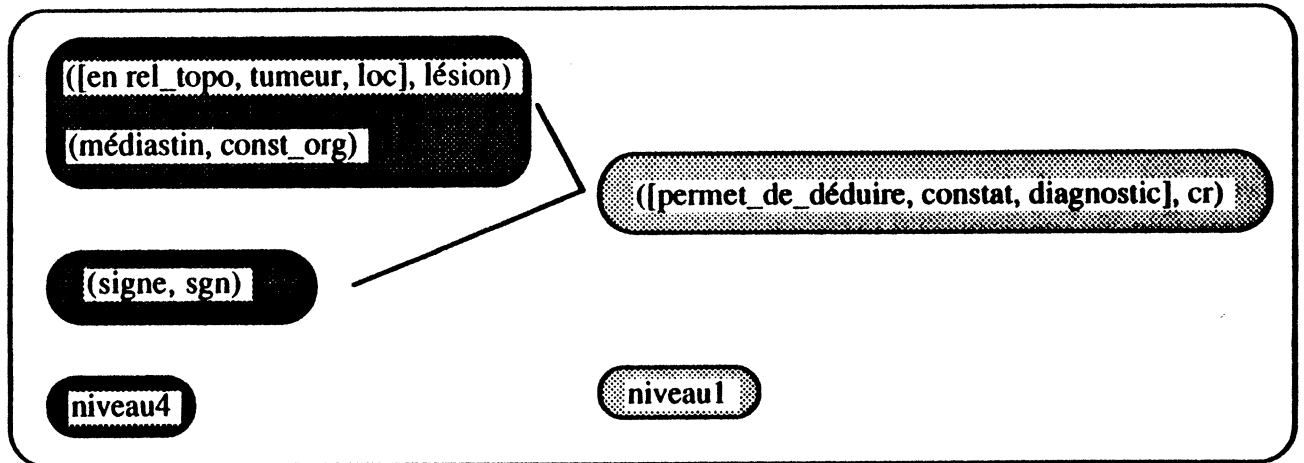 ([en rel_topo, tumeur, loc], lésion)
(médiastin, const_org)
([permet_de_déduire, constat, diagnostic], cr)
(signe, sgn)
niveau4
niveau1